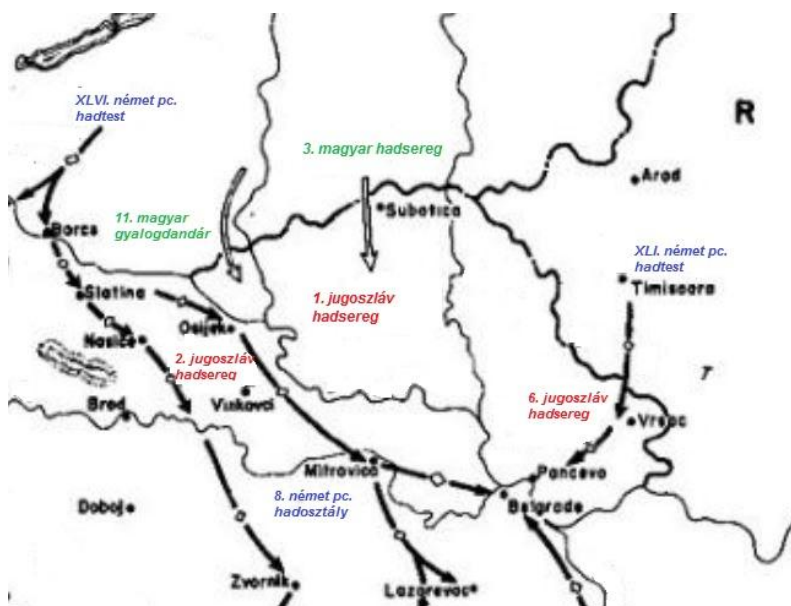 XLVI. német pc.
hadtest
R
3. magyar hadsereg
Arad
Subotica
11. magyar
gyalogdandár
Barcs
XLI. német pc.
hadtest
Timisoara
Slatina
1. jugoszláv
hadsereg
Osijek
Nasice
2. jugoszláv
hadsereg
T
Brod
Vinkovci
6. jugoszláv
hadsereg
Vrsac
Mitrovica
Pancevo
8. német pc.
hadosztály
Belgrade
Doboj
Zvornik
Lazarevac